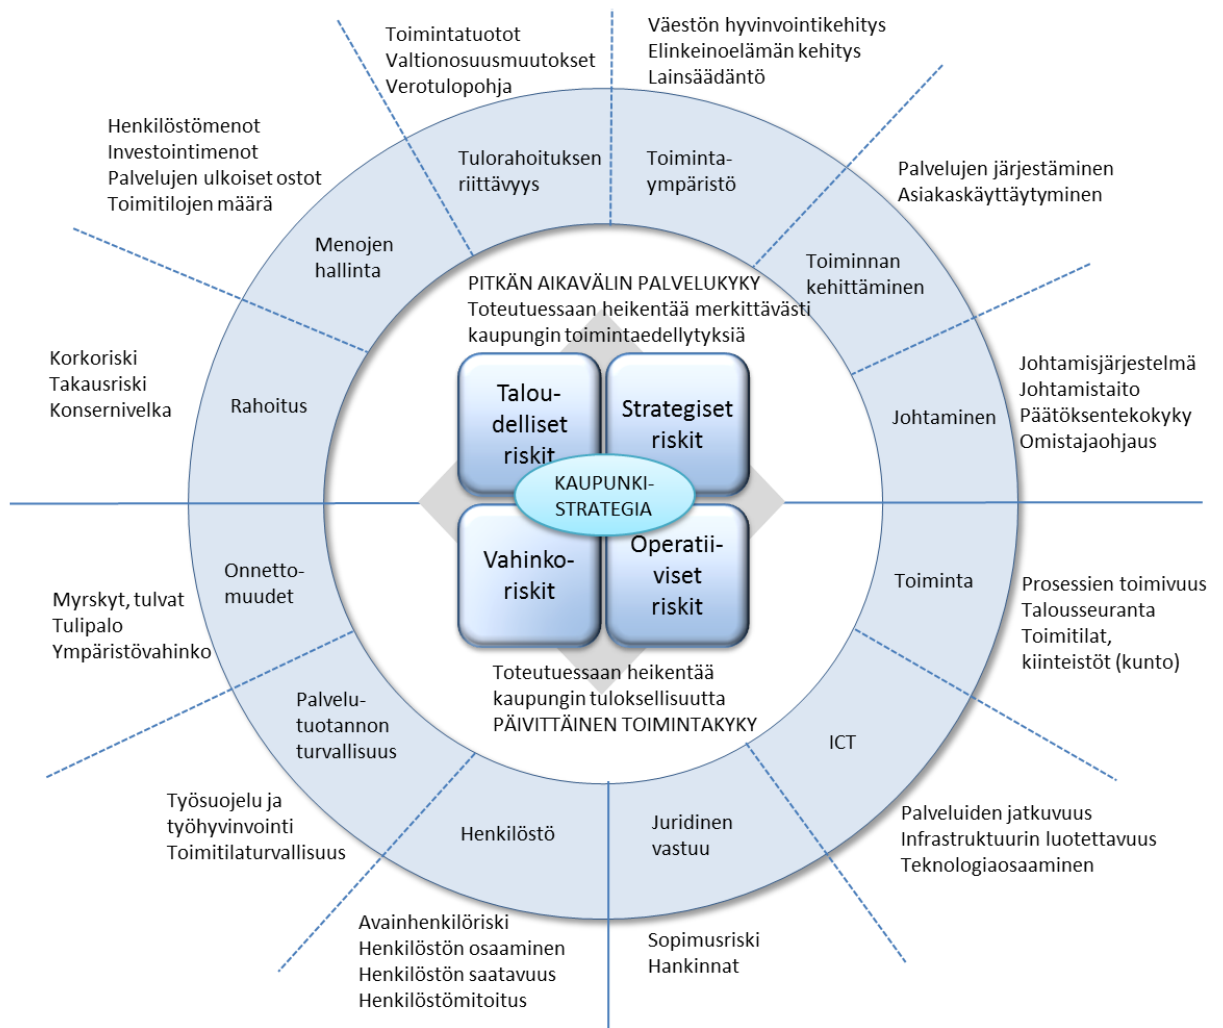 Toimintatuotot
Valtionosuusmuutokset
Verotulopohja
Väestön hyvinvointikehitys
Elinkeinoelämän kehitys
Lainsäädäntö
Henkilöstömenot
Investointimenot
Palvelujen ulkoiset ostot
Toimitilojen määrä
Tulorahoituksen
riittävyys
Toiminta-
ympäristö
Palvelujen järjestäminen
Asiakaskäyttäytyminen
Menojen
hallinta
Toiminnan
kehittäminen
PITKÄN AIKAVÄLIN PALVELUKYKY
Toteutuessaan heikentää merkittävästi
kaupungin toimintaedellytyksiä
Korkoriski
Takausriski
Konsernivelka
Rahoitus
Talou-
delliset
riskit
Strategiset
riskit
Johtaminen
Johtamisjärjestelmä
Johtamistaito
Päätöksentekokyky
Omistajaohjaus
KAUPUNKI-
STRATEGIA
Vahinko-
riskit
Operatii-
viset
riskit
Onnetto-
muudet
Toiminta
Myrskyt, tulvat
Tulipalo
Ympäristövahinko
Prosessien toimivuus
Talousseuranta
Toimitilat,
kiinteistöt (kunto)
Toteutuessaan heikentää
kaupungin tuloksellisuutta
PÄIVITTÄINEN TOIMINTAKYKY
Palvelu-
tuotannon
turvallisuus
ICT
Työsuojelu ja
työhyvinvointi
Toimitilaturvallisuus
Henkilöstö
Juridinen
vastuu
Palveluiden jatkuvuus
Infrastruktuurin luotettavuus
Teknologiaosaaminen
Avainhenkilöriski
Henkilöstön osaaminen
Henkilöstön saatavuus
Henkilöstömitoitus
Sopimusriski
Hankinnat